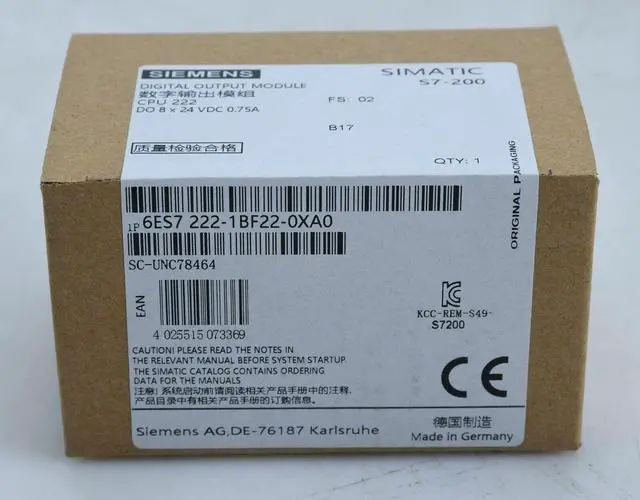 SIEMENS
SIMATIC
S7-200
DIGITAL OUTPUT MODULE
数字输出模组
CPU 222
DO 8 x 24 VDC 0.75A
FS: 02
B17
质量检验合格
QTY: 1
ORIGINAL PACKAGING
1P 6ES7 222-1BF22-0XA0
SC-UNC78464
EAN
4 025515 073369
KCC-REM-S49-
S7200
CAUTION! PLEASE READ THE NOTES IN
THE RELEVANT MANUAL BEFORE SYSTEM STARTUP.
THE SIMATIC CATALOG CONTAINS ORDERING
DATA FOR THE MANUALS
注意! 系统启动前请阅读相关产品手册中的注释.
产品目录中有相关产品手册的订购信息.
CE
Siemens AG,DE-76187 Karlsruhe
德国制造
Made in Germany